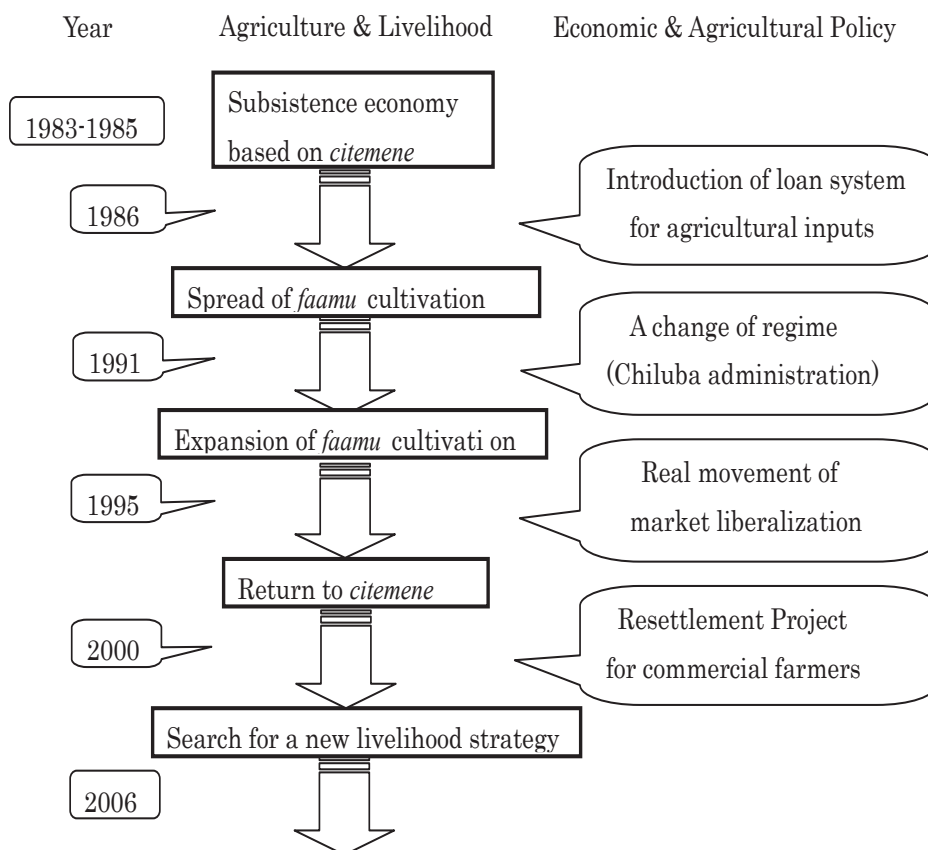 Year Agriculture & Livelihood Economic & Agricultural Policy
Subsistence economy
based on citemene
1983-1985
1986
Introduction of loan system
for agricultural inputs
Spread of faamu cultivation
1991
A change of regime
(Chiluba administration)
Expansion of faamu cultivati on
1995
Real movement of
market liberalization
Return to citemene
2000
Resettlement Project
for commercial farmers
Search for a new livelihood strategy
2006